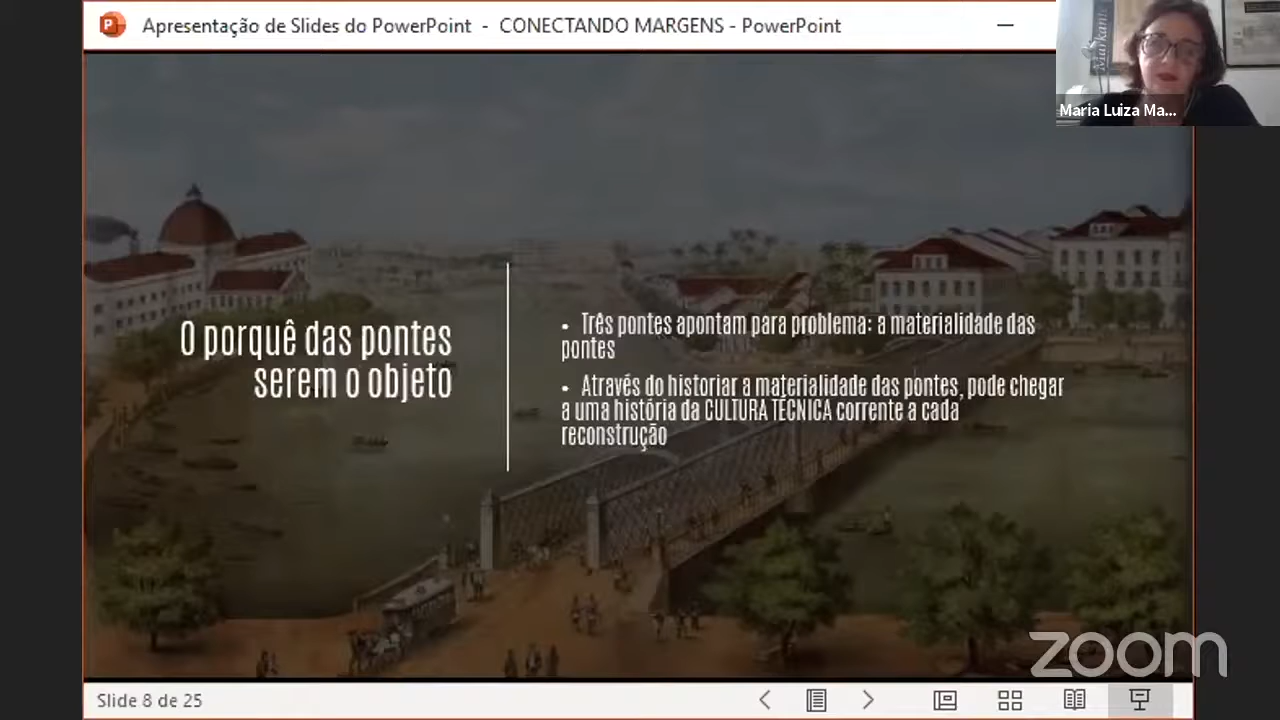 Apresentação de Slides do PowerPoint - CONECTANDO MARGENS - PowerPoint
Maria Luiza Ma...
O porquê das pontes
serem o objeto
• Três pontes apontam para problema: a materialidade das
pontes
• Através do historiar a materialidade das pontes, pode chegar
a uma história da CULTURA TÉCNICA corrente a cada
reconstrução
zoom
Slide 8 de 25